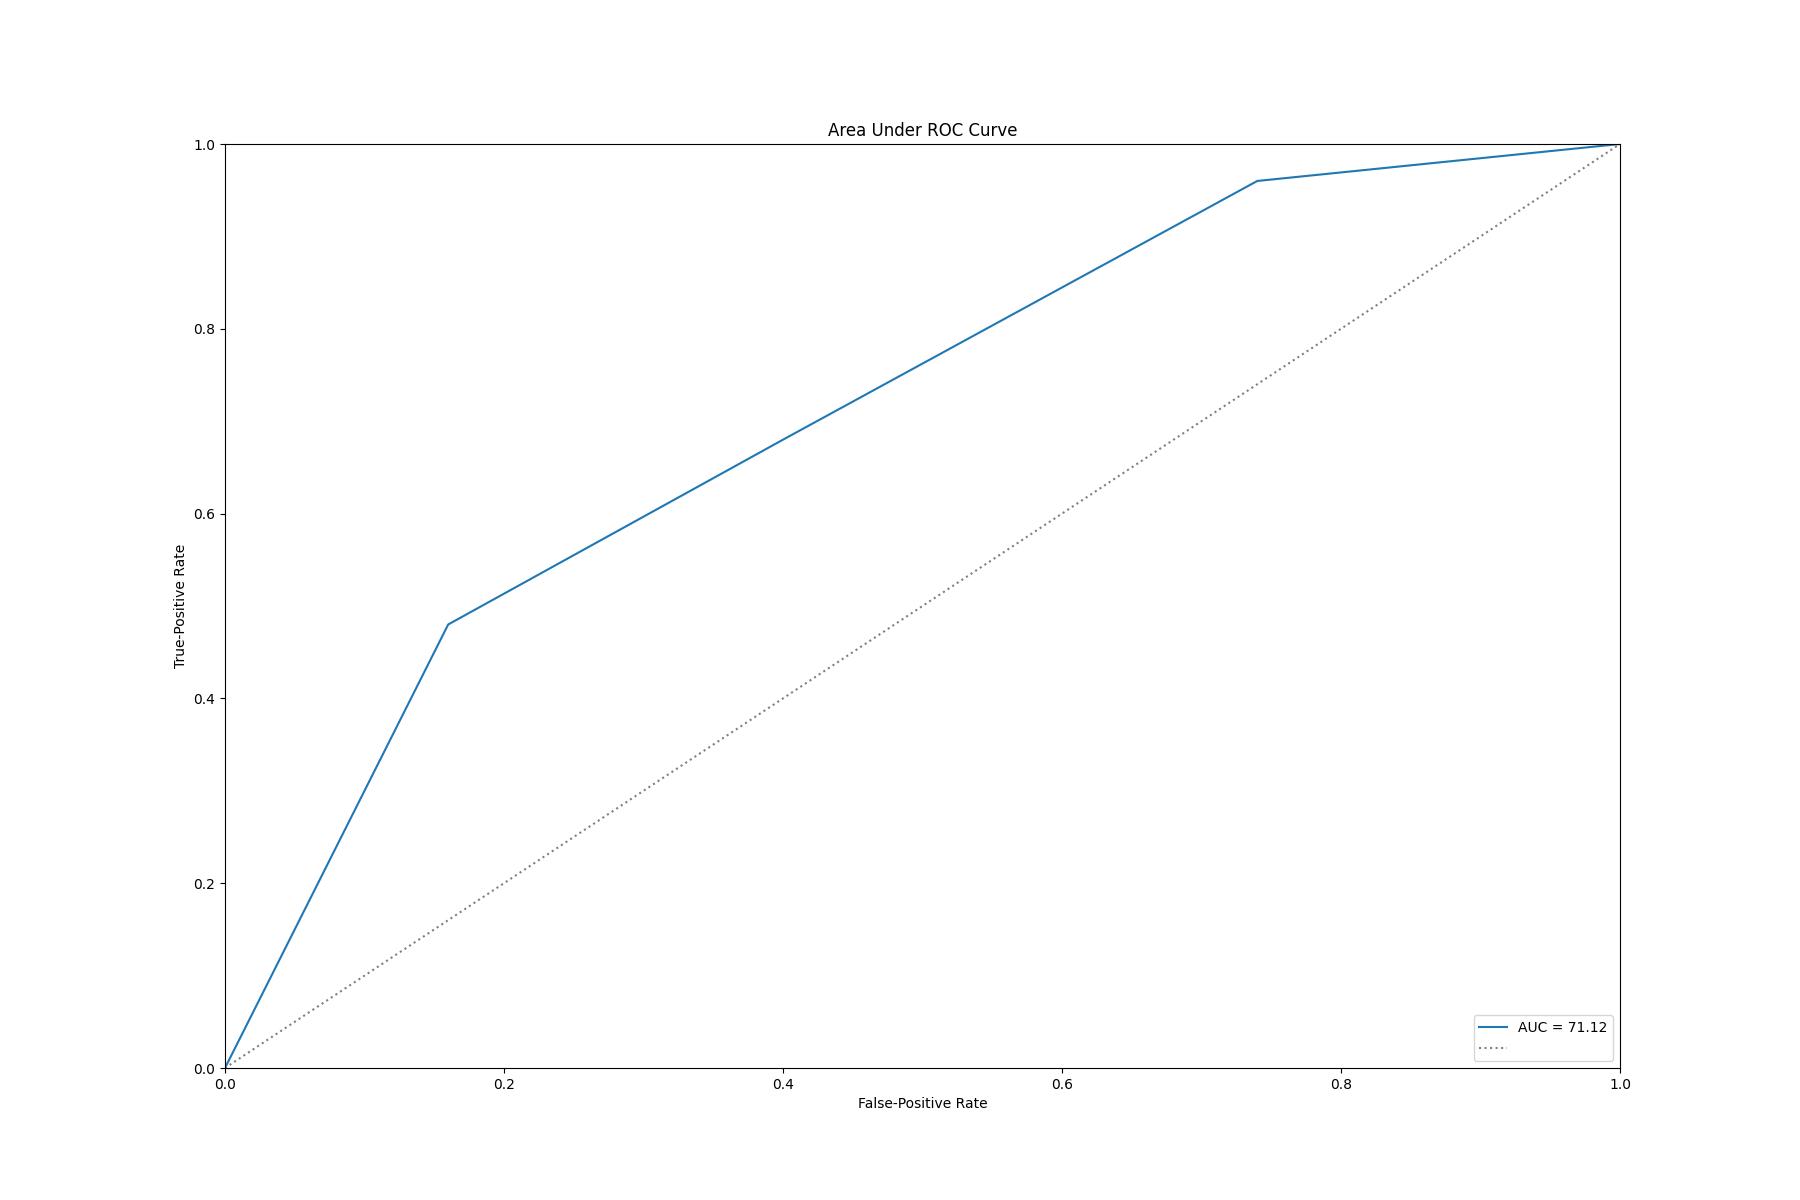 Area Under ROC Curve
1.0
0.8
0.6
0.4
0.2
0.0
True-Positive Rate
0.0 0.2 0.4 0.6 0.8 1.0
False-Positive Rate
AUC = 71.12